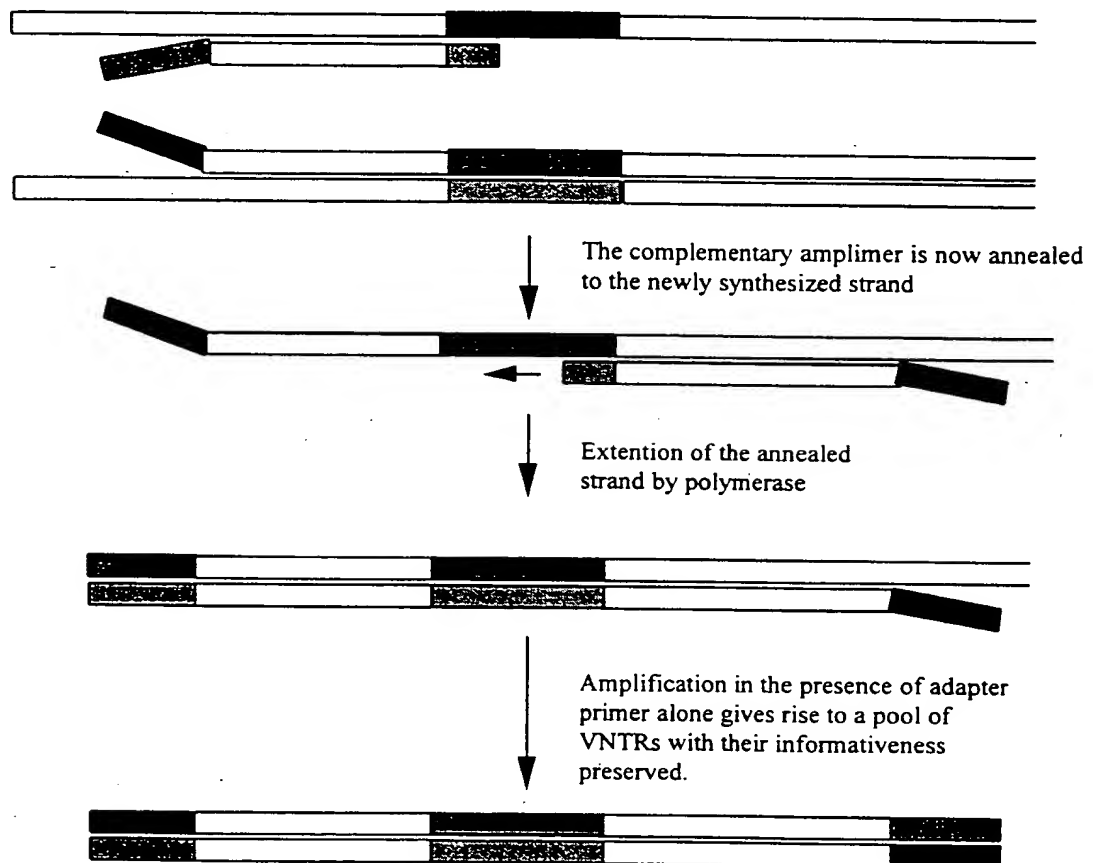 The complementary amplimer is now annealed
to the newly synthesized strand
Extention of the annealed
strand by polymerase
Amplification in the presence of adapter
primer alone gives rise to a pool of
VNTRs with their informativeness
preserved.